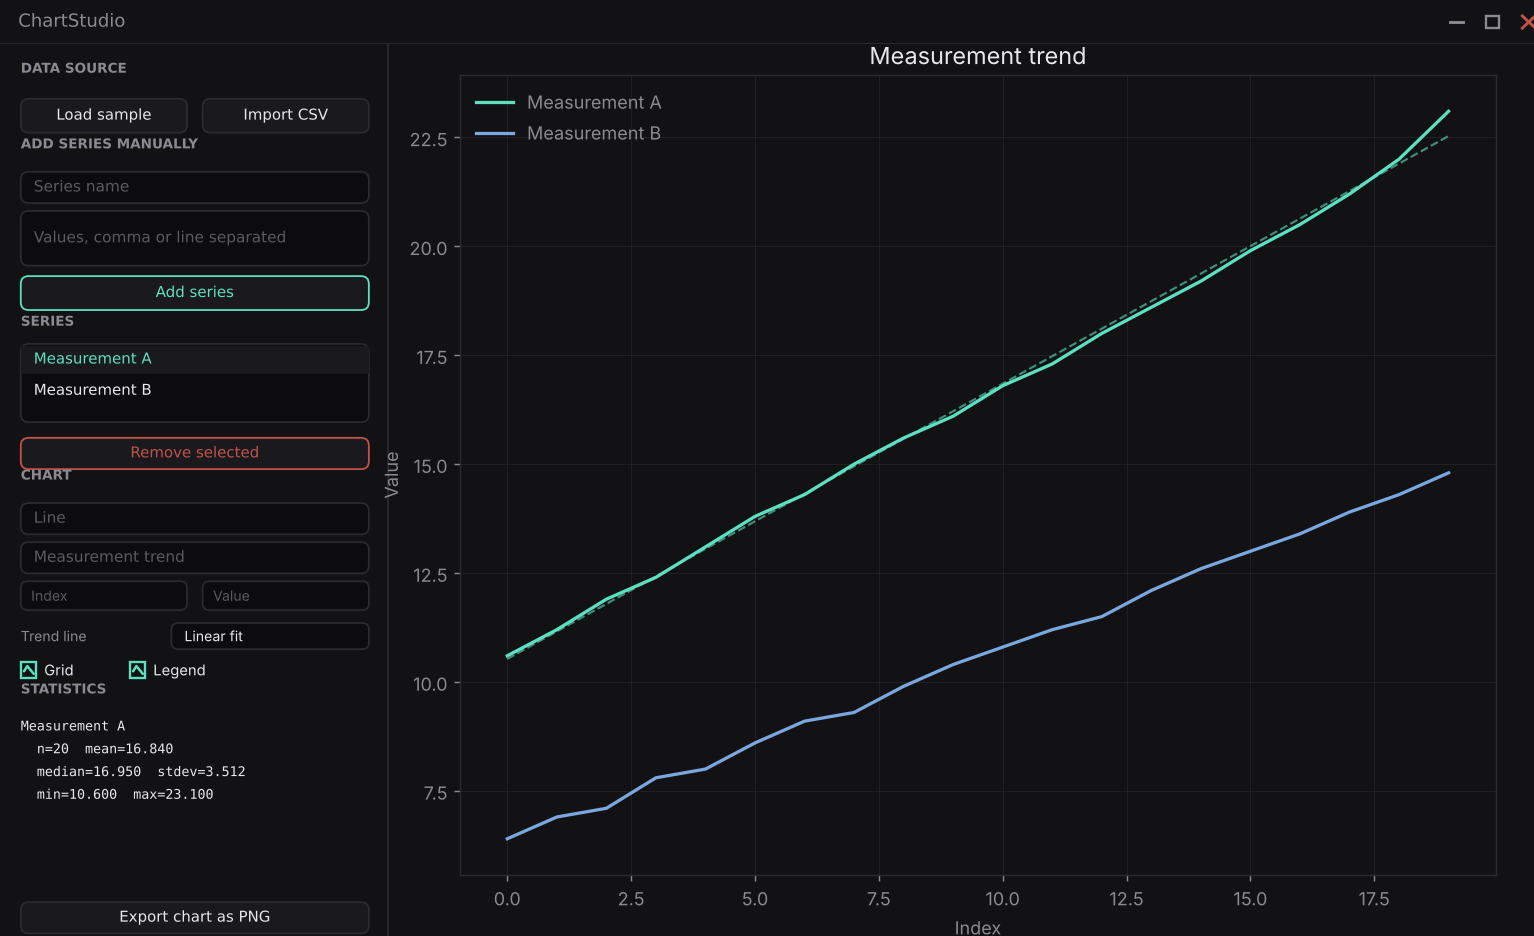 ChartStudio
DATA SOURCE
Load sample
Import CSV
ADD SERIES MANUALLY
Series name
Values, comma or line separated
Add series
SERIES
Measurement A
Measurement B
Remove selected
CHART
Line
Measurement trend
Index
Value
Trend line
Linear fit
Grid
Legend
STATISTICS
Measurement A
n=20  mean=16.840
median=16.950  stdev=3.512
min=10.600  max=23.100
Export chart as PNG
Measurement trend
Measurement A
Measurement B
Value
22.5
20.0
17.5
15.0
12.5
10.0
7.5
0.0 2.5 5.0 7.5 10.0 12.5 15.0 17.5
Index